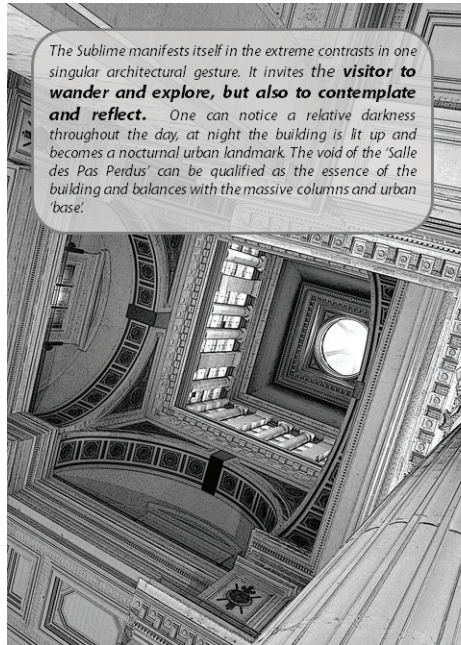 The Sublime manifests itself in the extreme contrasts in one
singular architectural gesture. It invites the visitor to
wander and explore, but also to contemplate
and reflect. One can notice a relative darkness
throughout the day, at night the building is lit up and
becomes a nocturnal urban landmark. The void of the ‘Salle
des Pas Perdus’ can be qualified as the essence of the
building and balances with the massive columns and urban
‘base’.